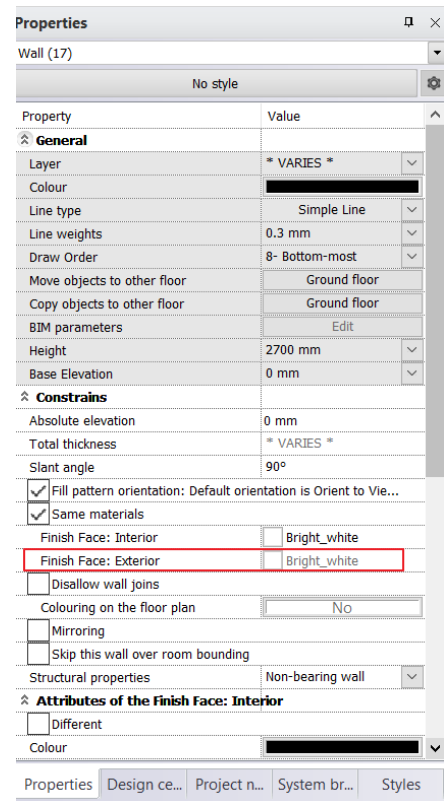 Properties
Wall (17)
No style
Property Value
General
Layer * VARIES *
Colour
Line type Simple Line
Line weights 0.3 mm
Draw Order 8- Bottom-most
Move objects to other floor Ground floor
Copy objects to other floor Ground floor
BIM parameters Edit
Height 2700 mm
Base Elevation 0 mm
Constrains
Absolute elevation 0 mm
Total thickness * VARIES *
Slant angle 90°
Fill pattern orientation: Default orientation is Orient to Vie...
Same materials
Finish Face: Interior Bright_white
Finish Face: Exterior Bright_white
Disallow wall joins
Colouring on the floor plan No
Mirroring
Skip this wall over room bounding
Structural properties Non-bearing wall
Attributes of the Finish Face: Interior
Different
Colour
Properties Design ce... Project n... System br... Styles